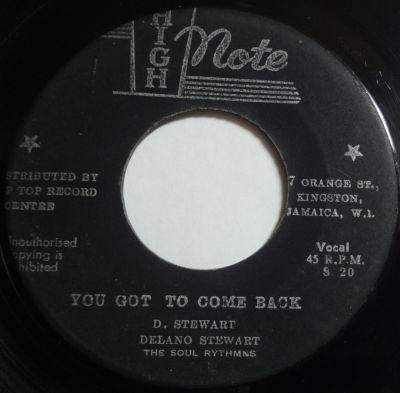 HIGH Note
STRIBUTED BY
P TOP RECORD
CENTRE
7 ORANGE ST.,
KINGSTON,
JAMAICA, W.I.
nouthorised
opying is
hibited
Vocal
45 R.P.M.
S. 20
YOU GOT TO COME BACK
D. STEWART
DELANO STEWART
THE SOUL RYTHMNS